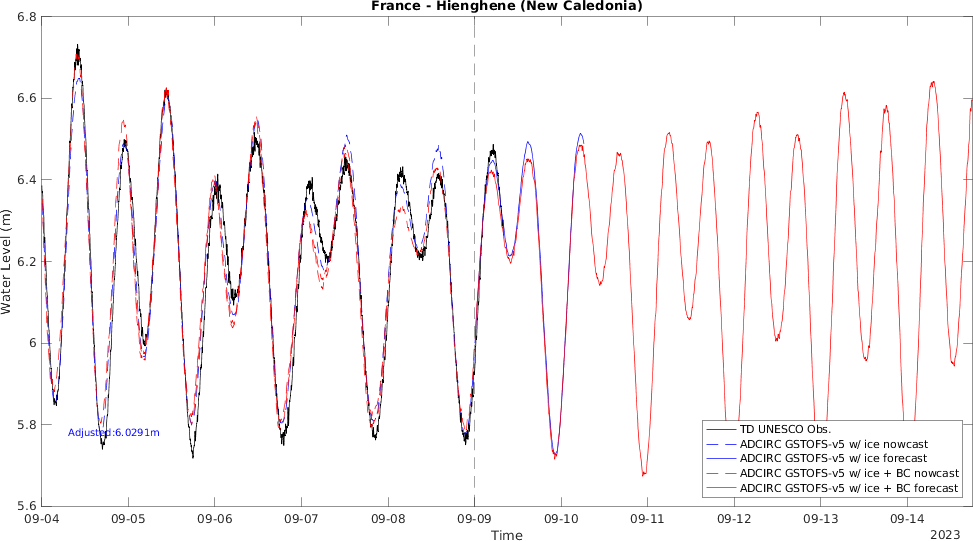 France - Hienghene (New Caledonia)
Water Level (m)
6.8
6.6
6.4
6.2
6
5.8
5.6
Adjusted:6.0291m
TD UNESCO Obs.
ADCIRC GSTOFS-v5 w/ ice nowcast
ADCIRC GSTOFS-v5 w/ ice forecast
ADCIRC GSTOFS-v5 w/ ice + BC nowcast
ADCIRC GSTOFS-v5 w/ ice + BC forecast
09-04 09-05 09-06 09-07 09-08 09-09 09-10 09-11 09-12 09-13 09-14
Time
2023